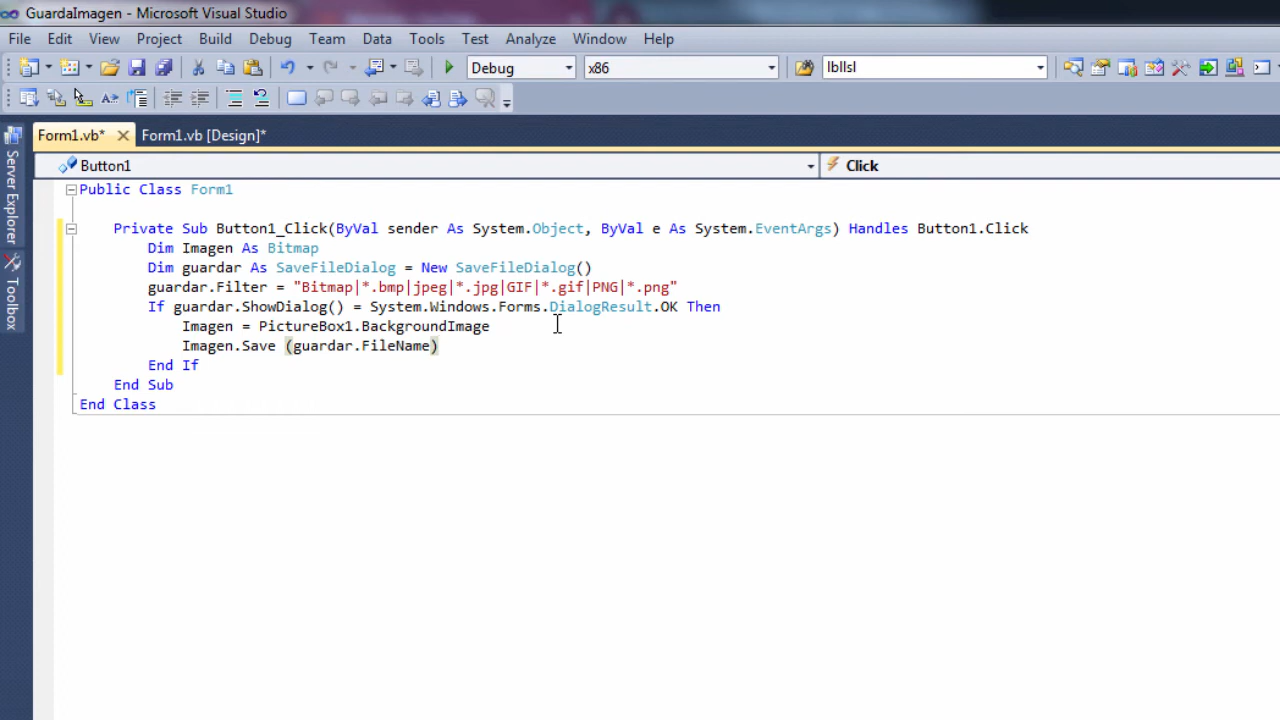 GuardaImagen - Microsoft Visual Studio
File Edit View Project Build Debug Team Data Tools Test Analyze Window Help
Debug x86 lbllsl
Form1.vb* Form1.vb [Design]*
Button1 Click
Server Explorer
Toolbox
Public Class Form1
Private Sub Button1_Click(ByVal sender As System.Object, ByVal e As System.EventArgs) Handles Button1.Click
Dim Imagen As Bitmap
Dim guardar As SaveFileDialog = New SaveFileDialog()
guardar.Filter = "Bitmap|*.bmp|jpeg|*.jpg|GIF|*.gif|PNG|*.png"
If guardar.ShowDialog() = System.Windows.Forms.DialogResult.OK Then
Imagen = PictureBox1.BackgroundImage
Imagen.Save (guardar.FileName)
End If
End Sub
End Class